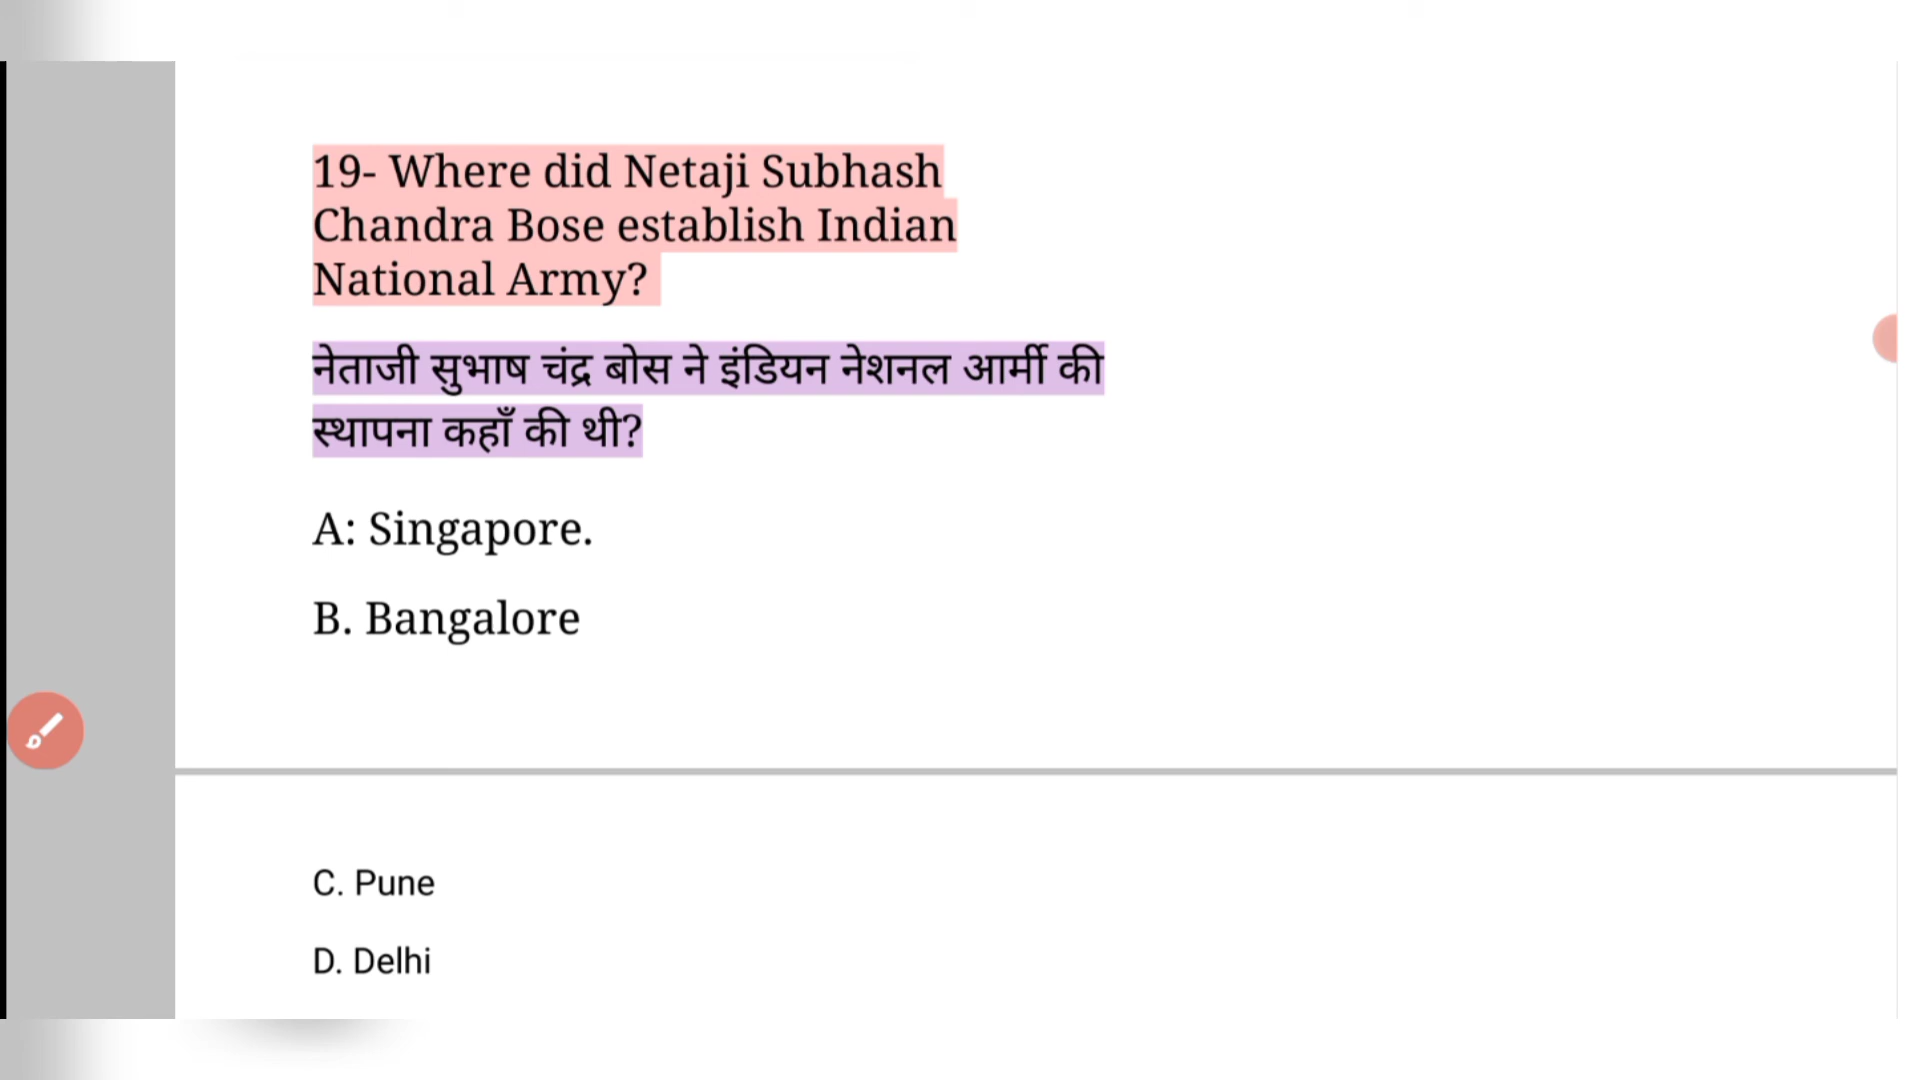 19- Where did Netaji Subhash
Chandra Bose establish Indian
National Army?
नेताजी सुभाष चंद्र बोस ने इंडियन नेशनल आर्मी की
स्थापना कहाँ की थी?
A: Singapore.
B. Bangalore
C. Pune
D. Delhi